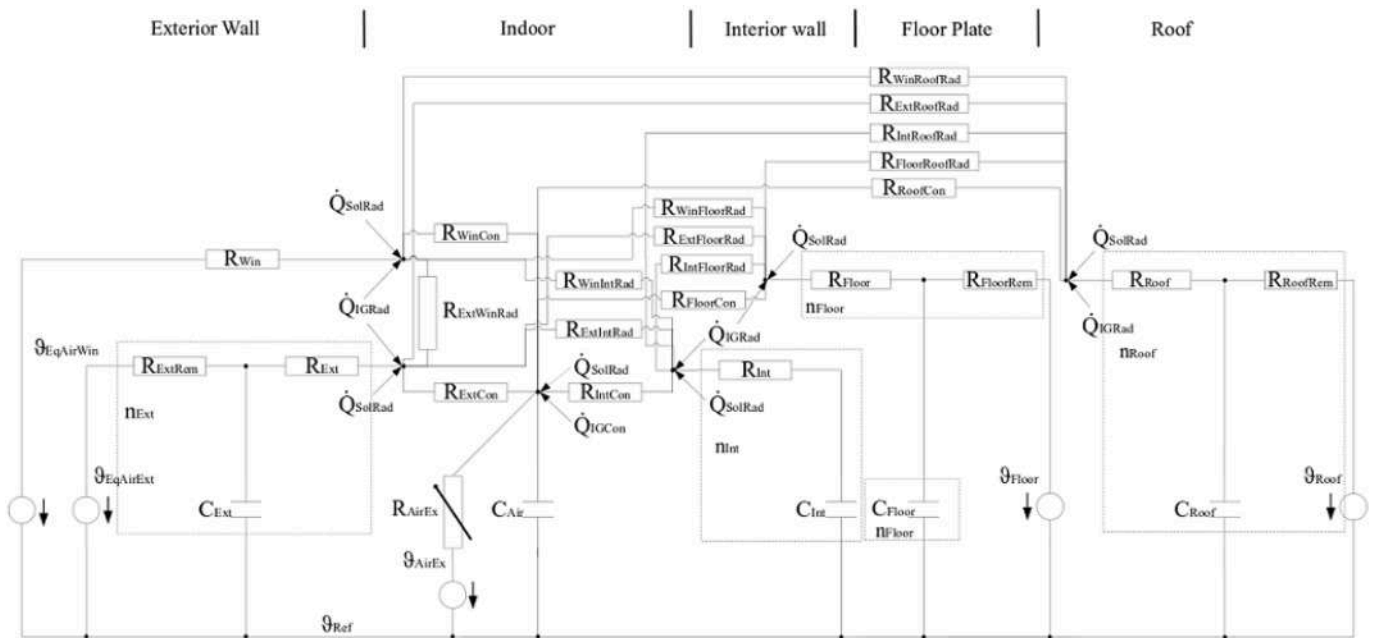 Exterior Wall
Indoor
Interior wall
Floor Plate
Roof
RWinRoofRad
RExtRoofRad
RIntRoofRad
RFloorRoofRad
RRoofCon
Q̇SolRad
RWinFloorRad
RWinCon
RExtFloorRad
Q̇SolRad
Q̇SolRad
RWin
RIntFloorRad
RWinIntRad
RFloor
RFloorRem
RRoof
RRoofRem
RFloorCon
nFloor
Q̇IGRad
RExtWinRad
RExtIntRad
Q̇IGRad
Q̇IGRad
nRoof
ϑEqAirWin
RExtRem
RExt
Q̇SolRad
RInt
Q̇SolRad
RExtCon
RIntCon
Q̇SolRad
nExt
Q̇IGCon
nInt
ϑEqAirExt
ϑFloor
ϑRoof
CExt
RAirEx
CAir
CInt
CFloor
CRoof
nFloor
ϑAirEx
ϑRef